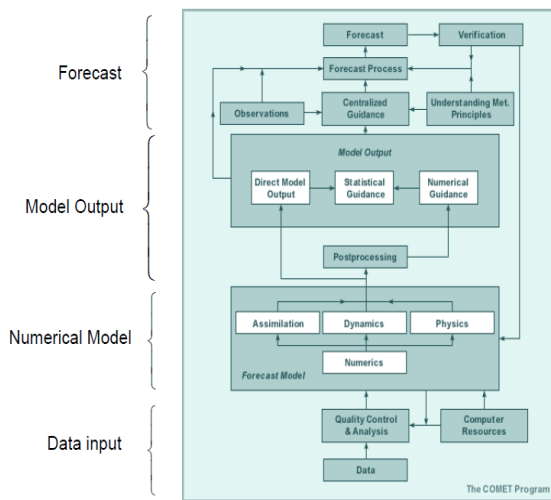 Forecast
Model Output
Numerical Model
Data input
Forecast
Verification
Forecast Process
Observations
Centralized
Guidance
Understanding Met.
Principles
Model Output
Direct Model
Output
Statistical
Guidance
Numerical
Guidance
Postprocessing
Assimilation
Dynamics
Physics
Numerics
Forecast Model
Quality Control
& Analysis
Computer
Resources
Data
The COMET Program